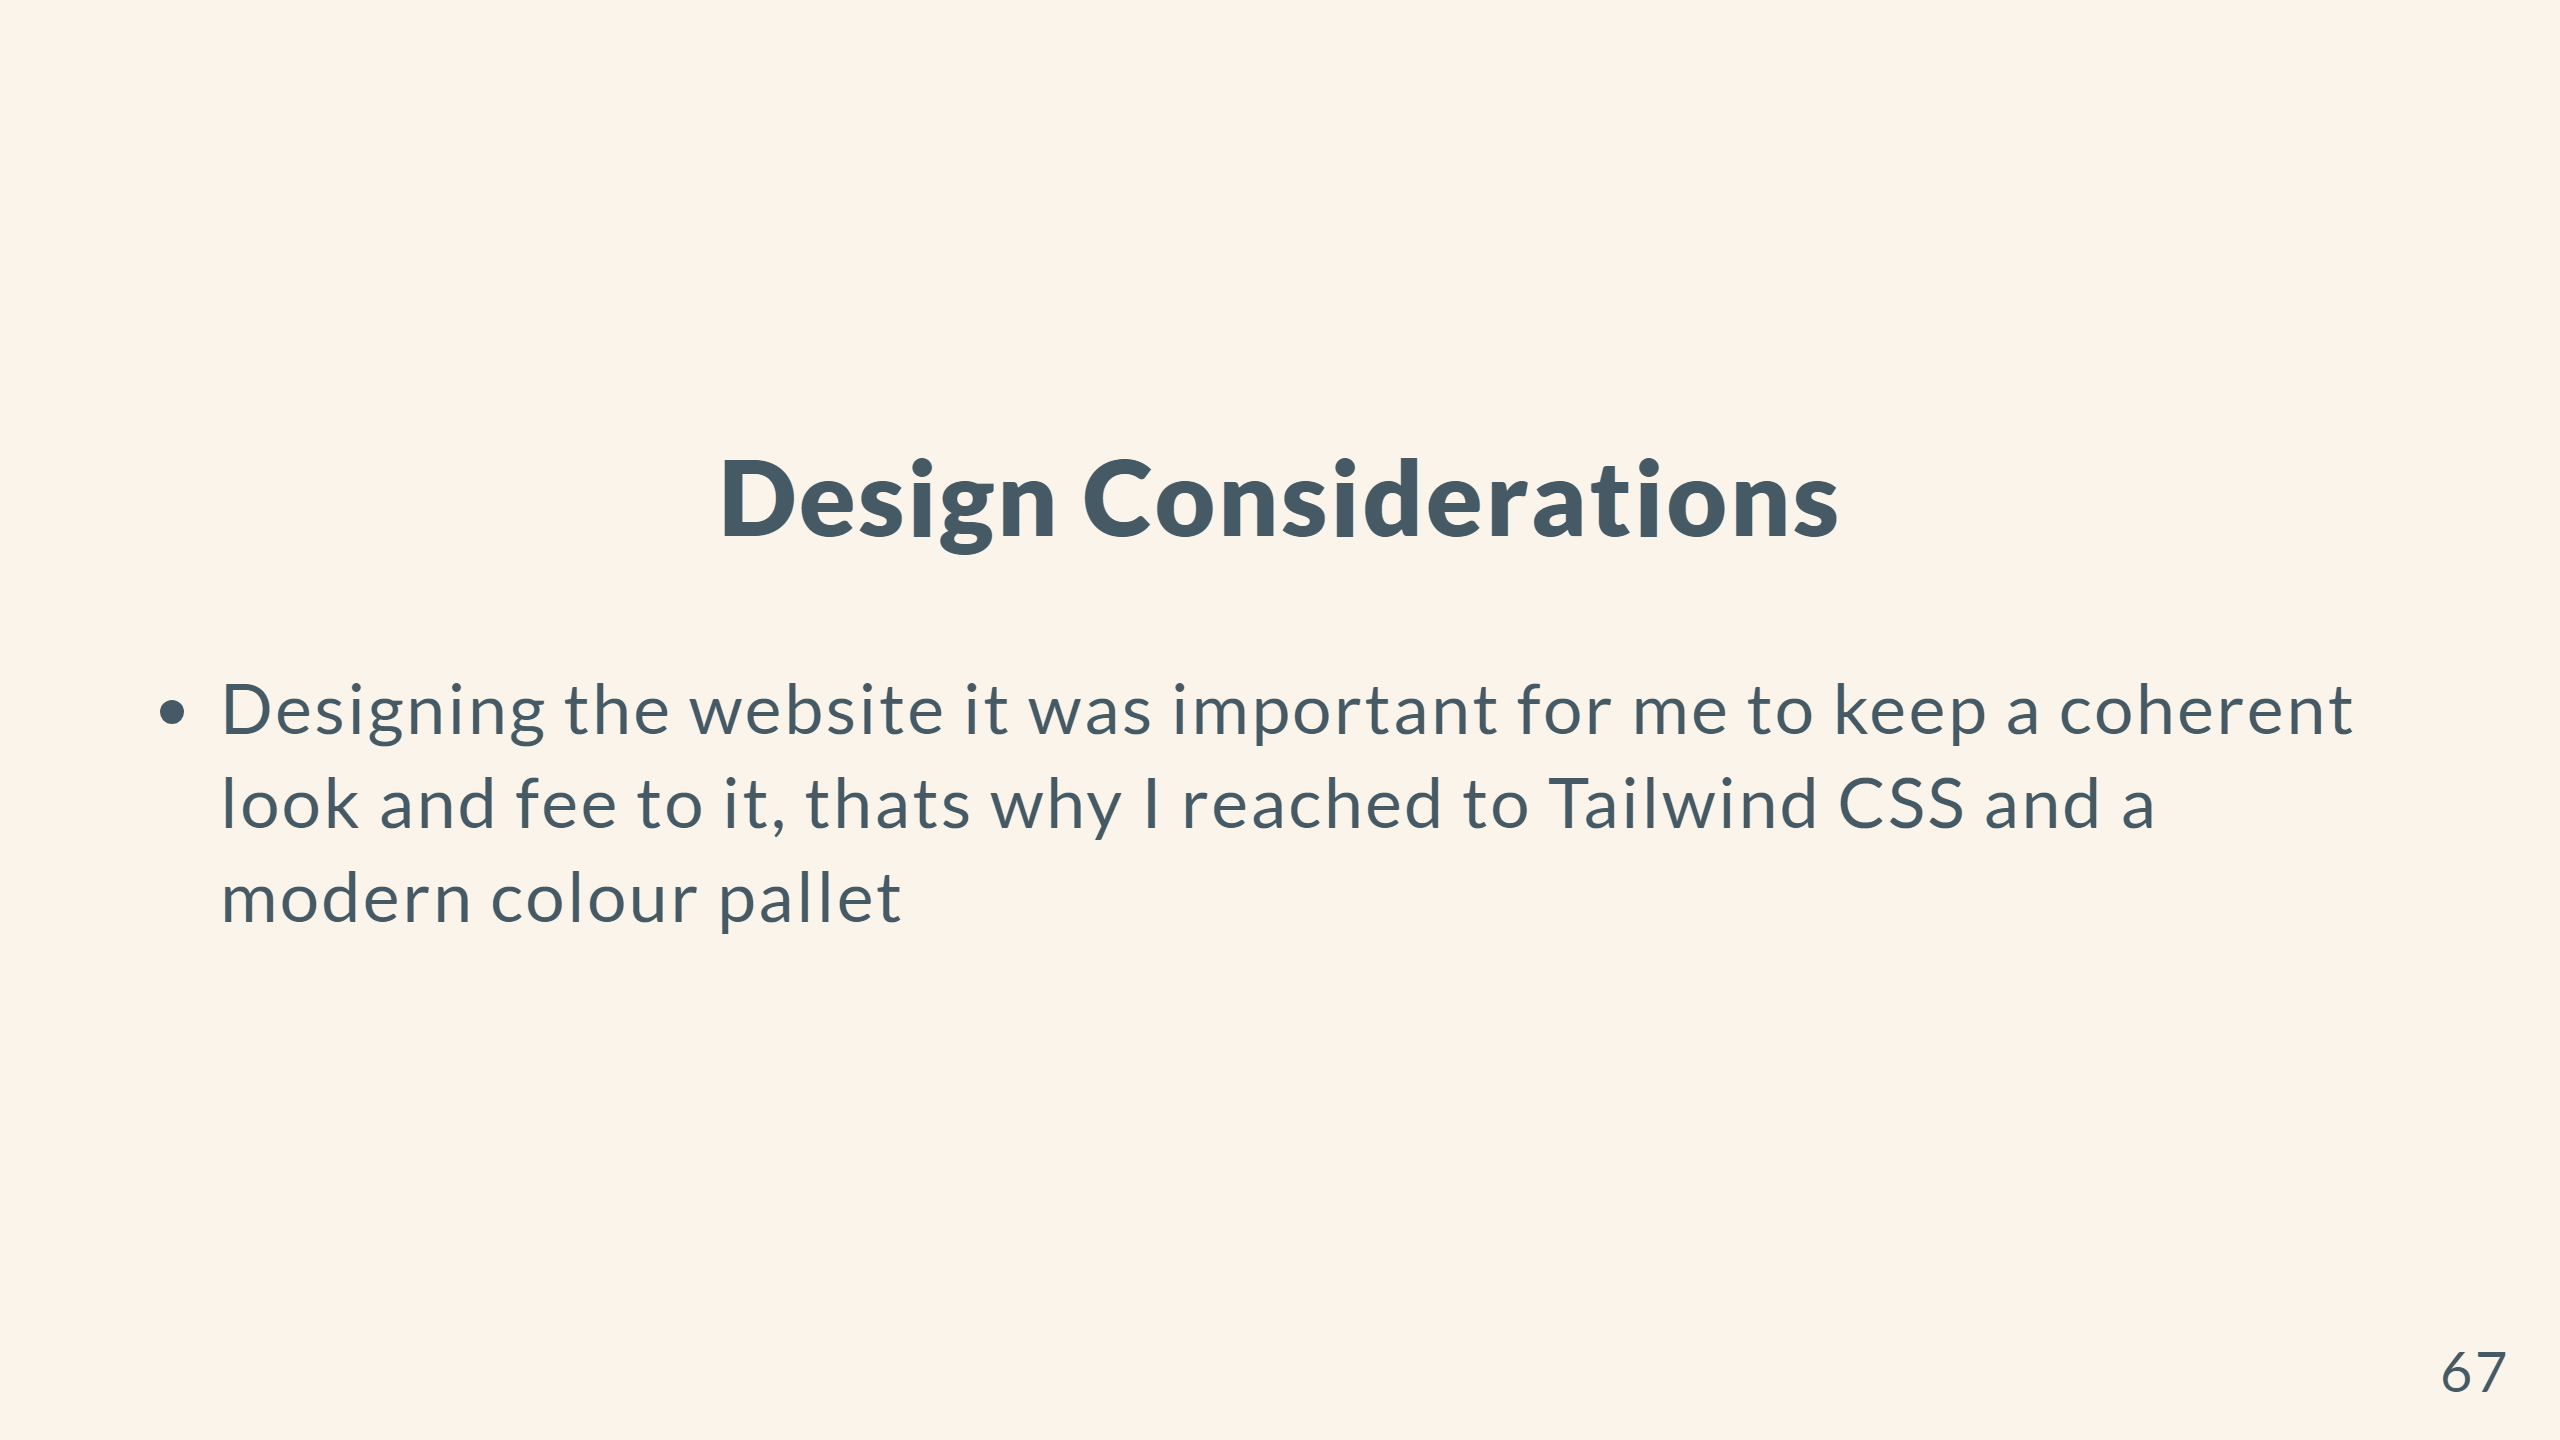 Design Considerations
• Designing the website it was important for me to keep a coherent
look and fee to it, thats why I reached to Tailwind CSS and a
modern colour pallet
67